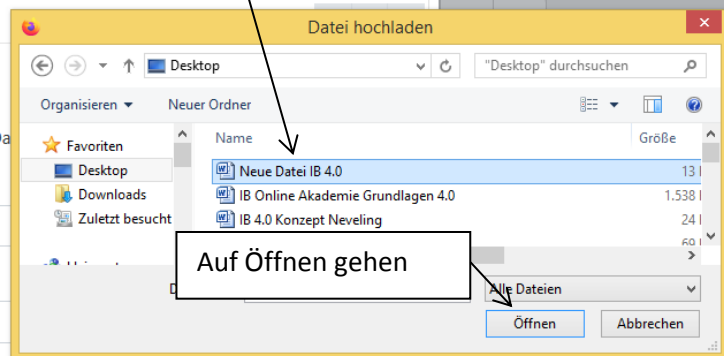 Datei hochladen
Desktop
"Desktop" durchsuchen
Organisieren
Neuer Ordner
Favoriten
Desktop
Downloads
Zuletzt besucht
Name
Größe
Neue Datei IB 4.0
13
IB Online Akademie Grundlagen 4.0
1.538
IB 4.0 Konzept Neveling
24
69
Auf Öffnen gehen
Alle Dateien
Öffnen
Abbrechen